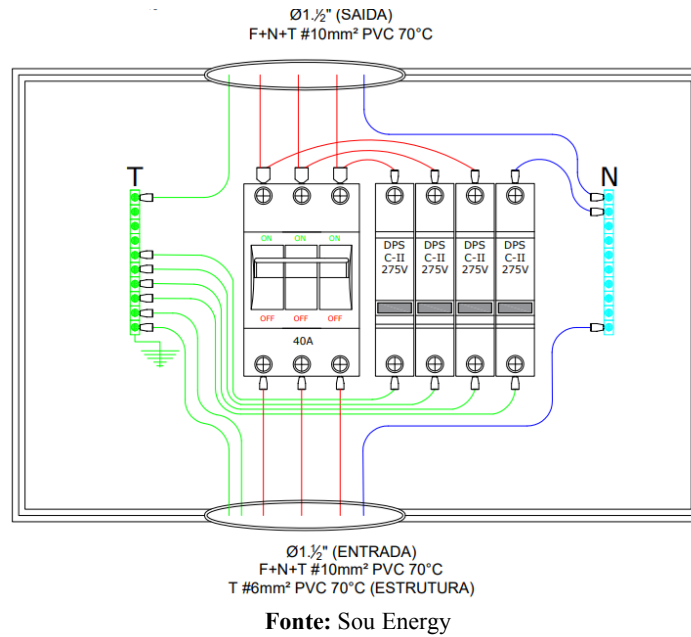 Ø1.½" (SAIDA)
F+N+T #10mm² PVC 70°C
T
N
ON ON ON
OFF OFF OFF
40A
DPS
C-II
275V
DPS
C-II
275V
DPS
C-II
275V
DPS
C-II
275V
Ø1.½" (ENTRADA)
F+N+T #10mm² PVC 70°C
T #6mm² PVC 70°C (ESTRUTURA)
Fonte: Sou Energy